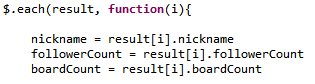 $.each(result, function(i){
nickname = result[i].nickname
followerCount = result[i].followerCount
boardCount = result[i].boardCount